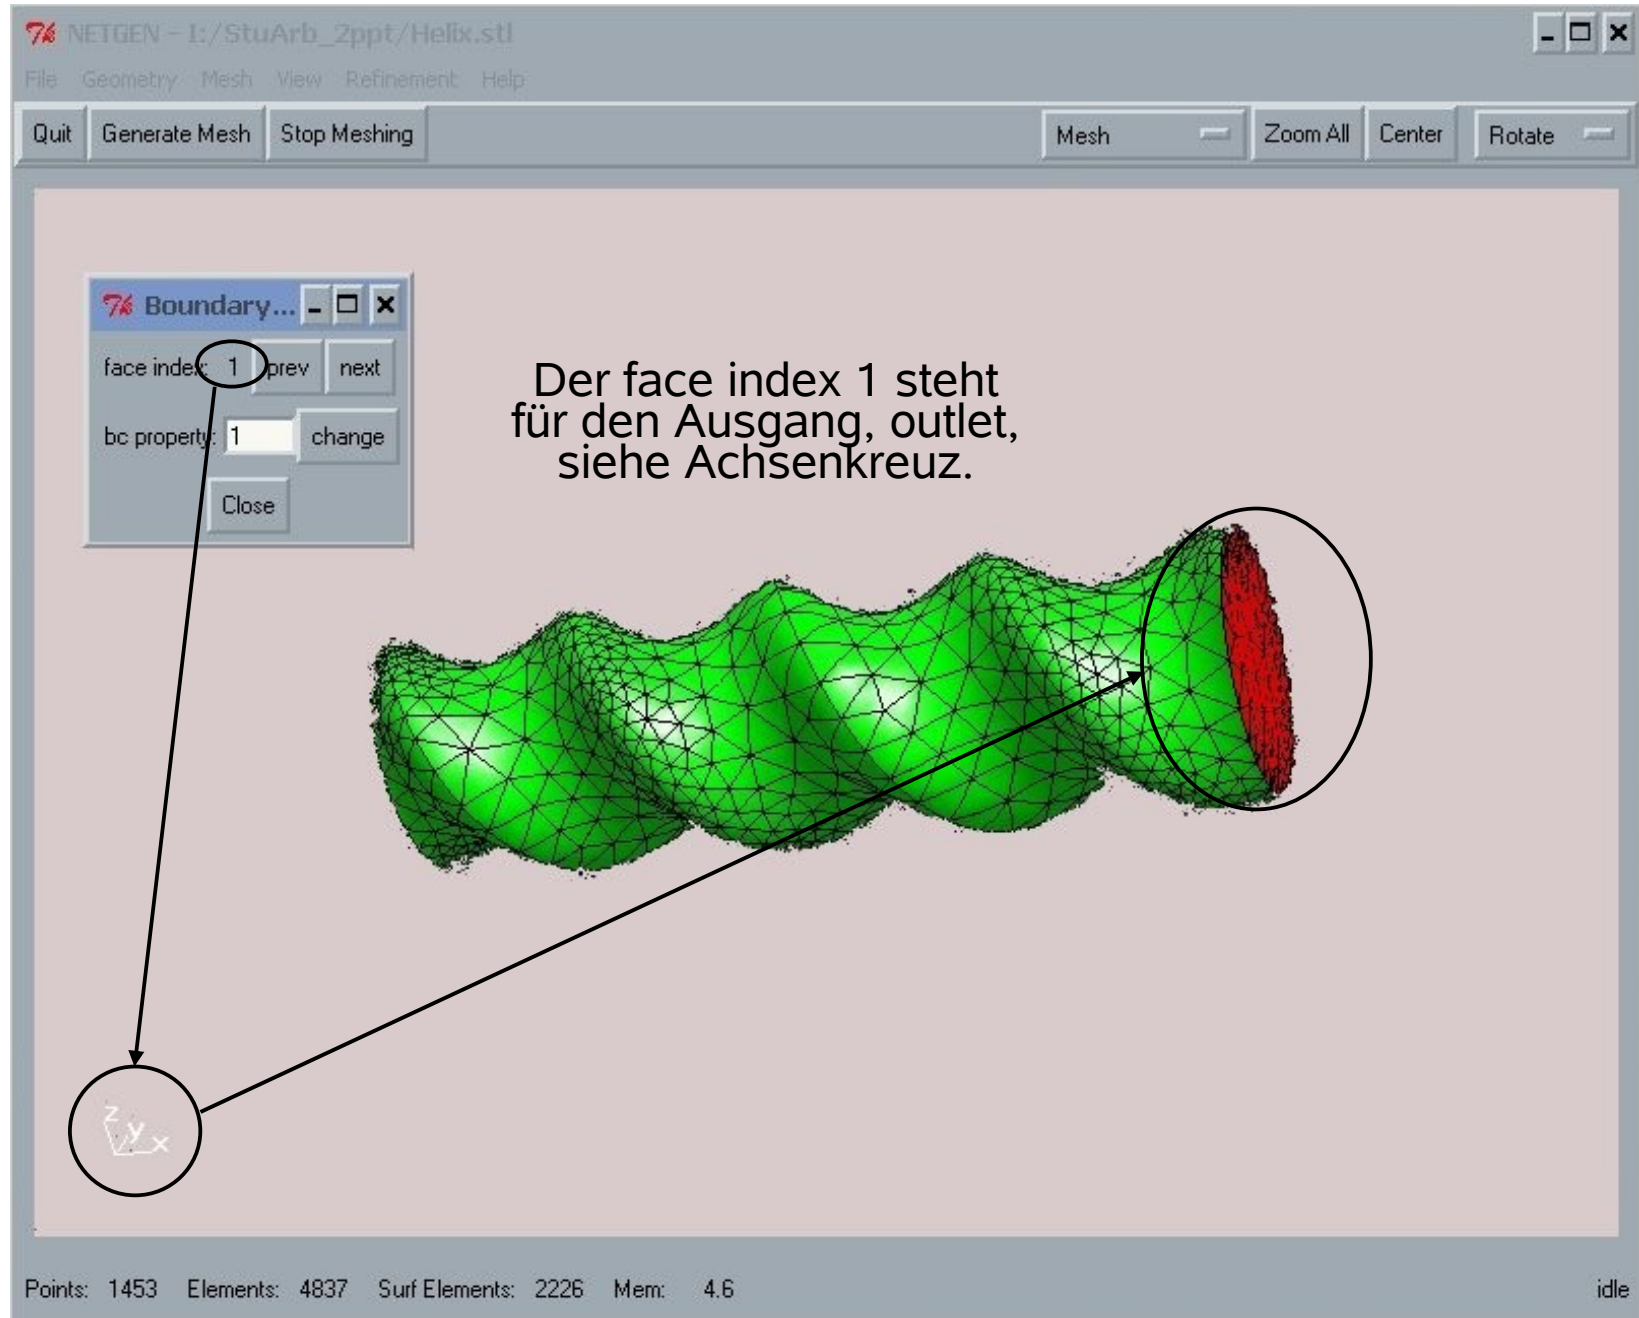 NETGEN - I:/StuArb_2ppt/Helix.stl
File Geometry Mesh View Refinement Help
Quit Generate Mesh Stop Meshing Mesh Zoom All Center Rotate
Boundary...
face index: 1 prev next
bc property: 1 change
Close
Der face index 1 steht
für den Ausgang, outlet,
siehe Achsenkreuz.
z y x
Points: 1453 Elements: 4837 Surf Elements: 2226 Mem: 4.6 idle